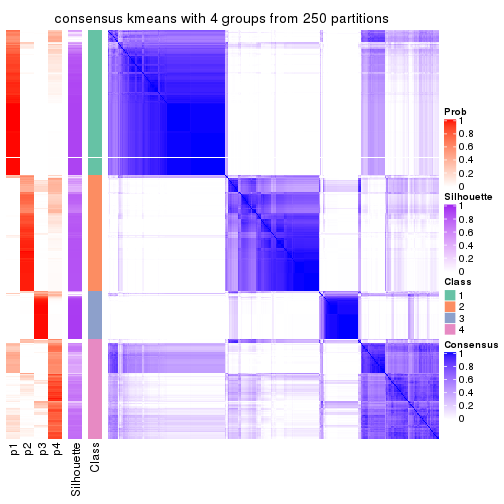 consensus kmeans with 4 groups from 250 partitions
Prob
1
0.8
0.6
0.4
0.2
0
Silhouette
1
0.8
0.6
0.4
0.2
0
Class
1
2
3
4
Consensus
1
0.8
0.6
0.4
0.2
0
p1
p2
p3
p4
Silhouette
Class